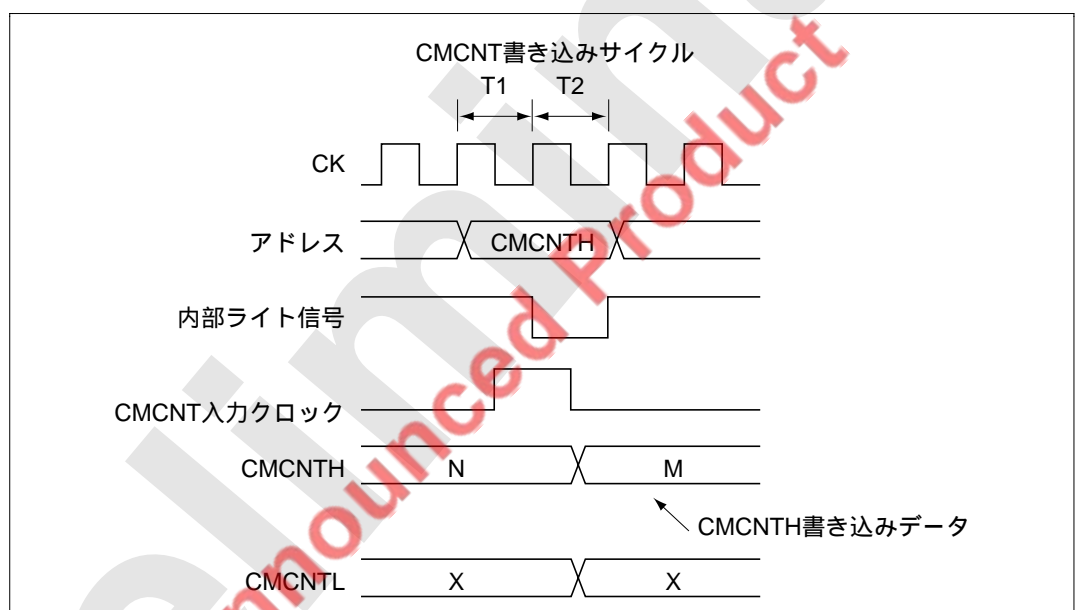 CMCNT書き込みサイクル
T1 T2
CK
アドレス CMCNTH
内部ライト信号
CMCNT入力クロック
CMCNTH N M
CMCNTH書き込みデータ
CMCNTL X X
elimin
nnounced Product